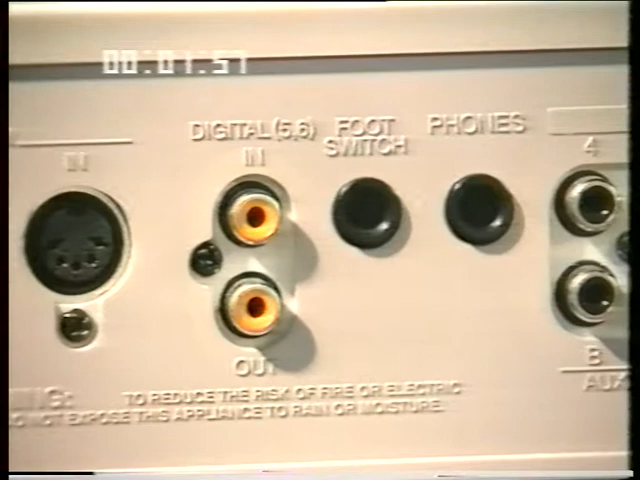 00:01:57
DIGITAL (5,6)
IN
FOOT
SWITCH
PHONES
4
IN
OUT
B
AUX
TO REDUCE THE RISK OF FIRE OR ELECTRIC
NOT EXPOSE THIS APPLIANCE TO RAIN OR MOISTURE.